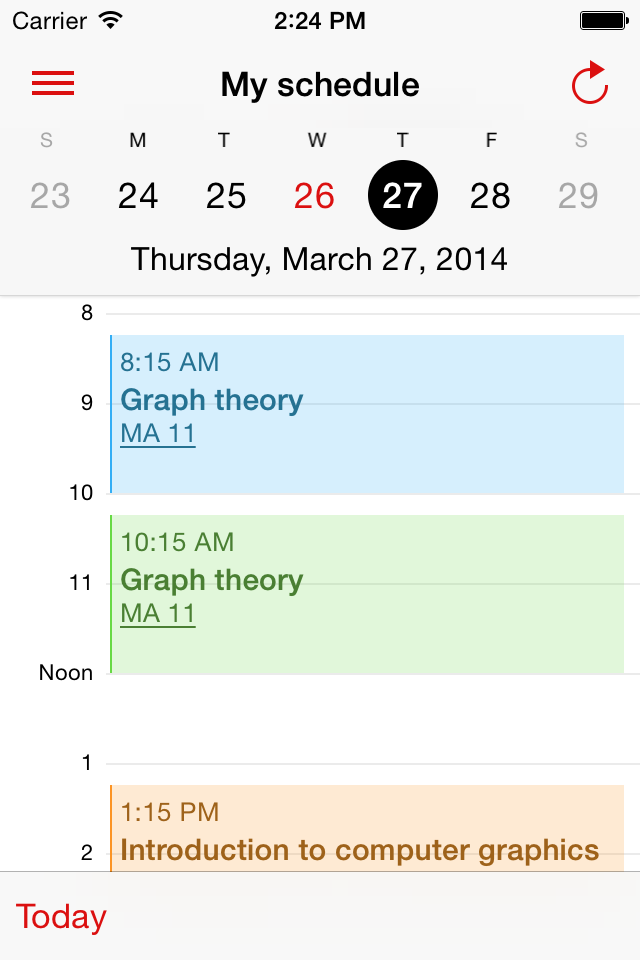 Carrier 2:24 PM
My schedule
S M T W T F S
23 24 25 26 27 28 29
Thursday, March 27, 2014
8
8:15 AM
9 Graph theory
MA 11
10
10:15 AM
11 Graph theory
MA 11
Noon
1
1:15 PM
2 Introduction to computer graphics
Today